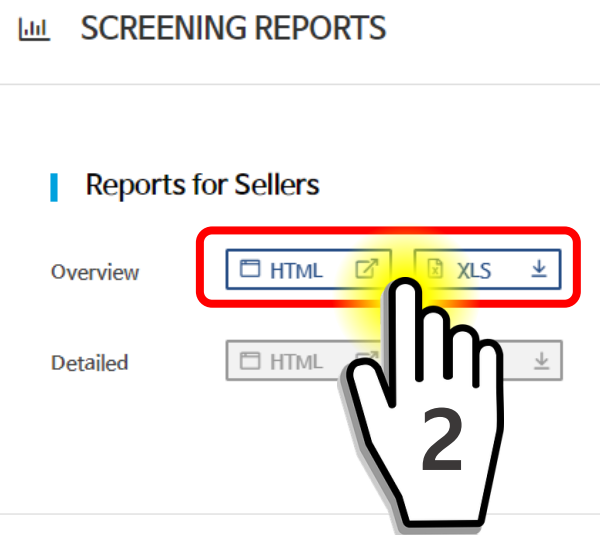 SCREENING REPORTS
Reports for Sellers
Overview HTML XLS
Detailed HTML
2